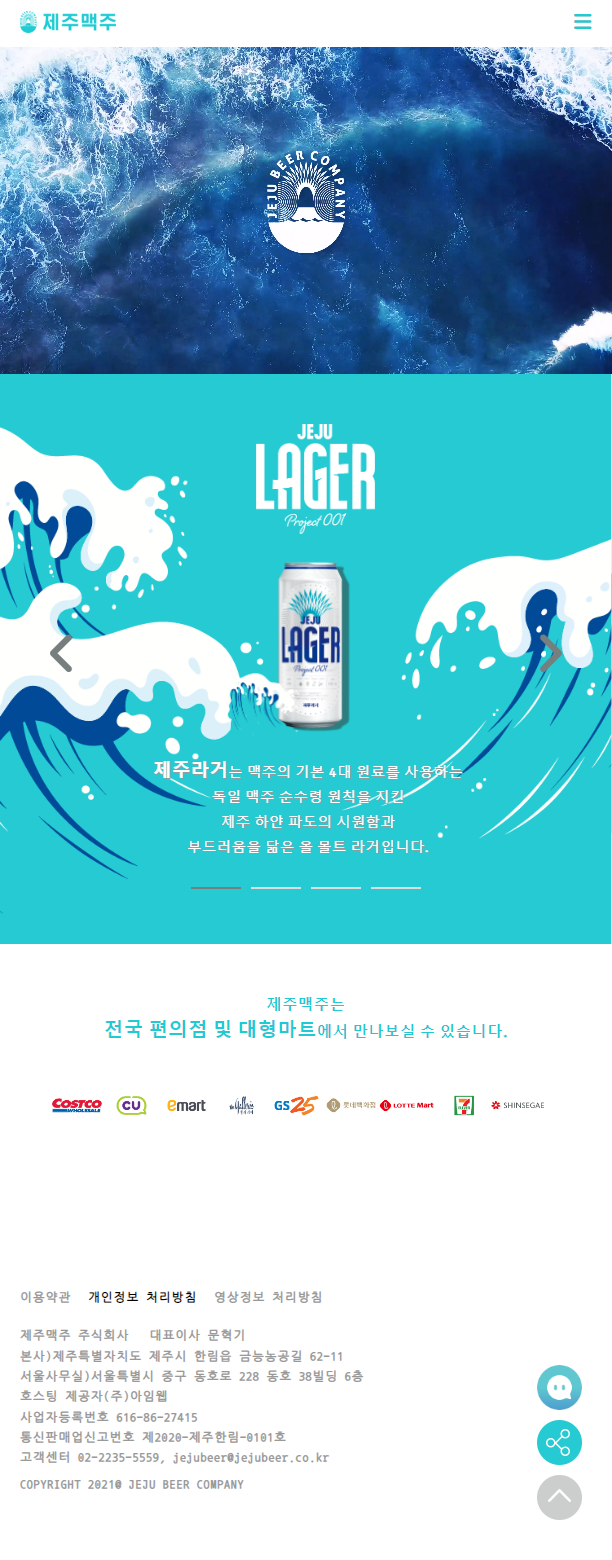 제주맥주
JEJU BEER COMPANY
JEJU
LAGER
Project 001
JEJU
LAGER
Project 001
제주라거는 맥주의 기본 4대 원료를 사용하는
독일 맥주 순수령 원칙을 지킨
제주 하얀 파도의 시원함과
부드러움을 닮은 올 몰트 라거입니다.
제주맥주는
전국 편의점 및 대형마트에서 만나보실 수 있습니다.
COSTCO WHOLESALE CU emart the Galleria GS25 롯데백화점 LOTTE Mart 7 ELEVEN SHINSEGAE
이용약관 개인정보 처리방침 영상정보 처리방침
제주맥주 주식회사 대표이사 문혁기
본사)제주특별자치도 제주시 한림읍 금능농공길 62-11
서울사무실)서울특별시 중구 동호로 228 동호 38빌딩 6층
호스팅 제공자(주)아임웹
사업자등록번호 616-86-27415
통신판매업신고번호 제2020-제주한림-0101호
고객센터 02-2235-5559, jejubeer@jejubeer.co.kr
COPYRIGHT 2021@ JEJU BEER COMPANY